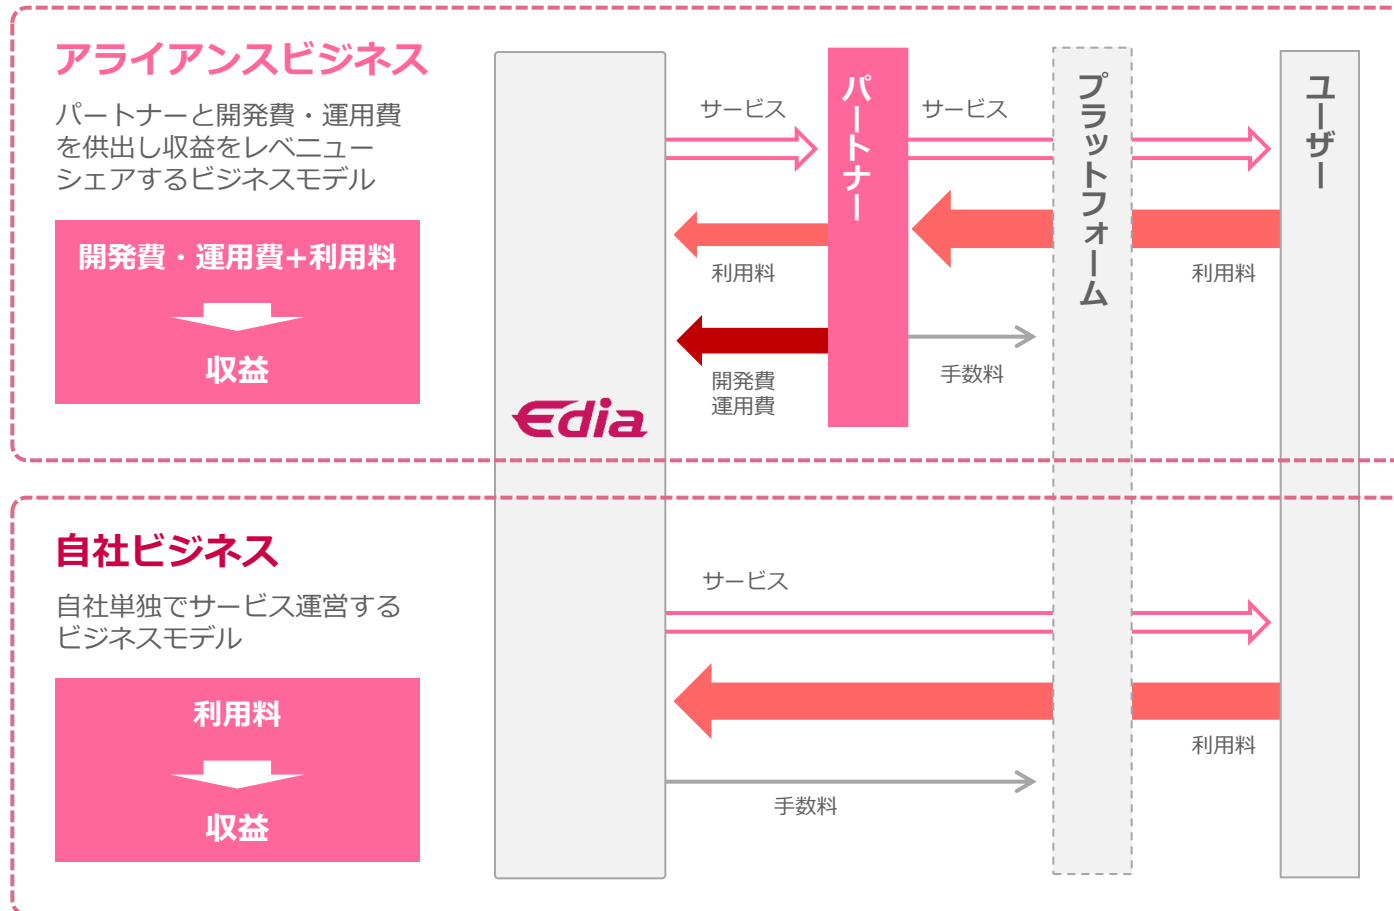 アライアンスビジネス
パートナーと開発費・運用費
を供出し収益をレベニュー
シェアするビジネスモデル
開発費・運用費+利用料
収益
Edia
サービス
パートナー
サービス
プラットフォーム
ユーザー
利用料
利用料
開発費
運用費
手数料
自社ビジネス
自社単独でサービス運営する
ビジネスモデル
利用料
収益
サービス
利用料
手数料